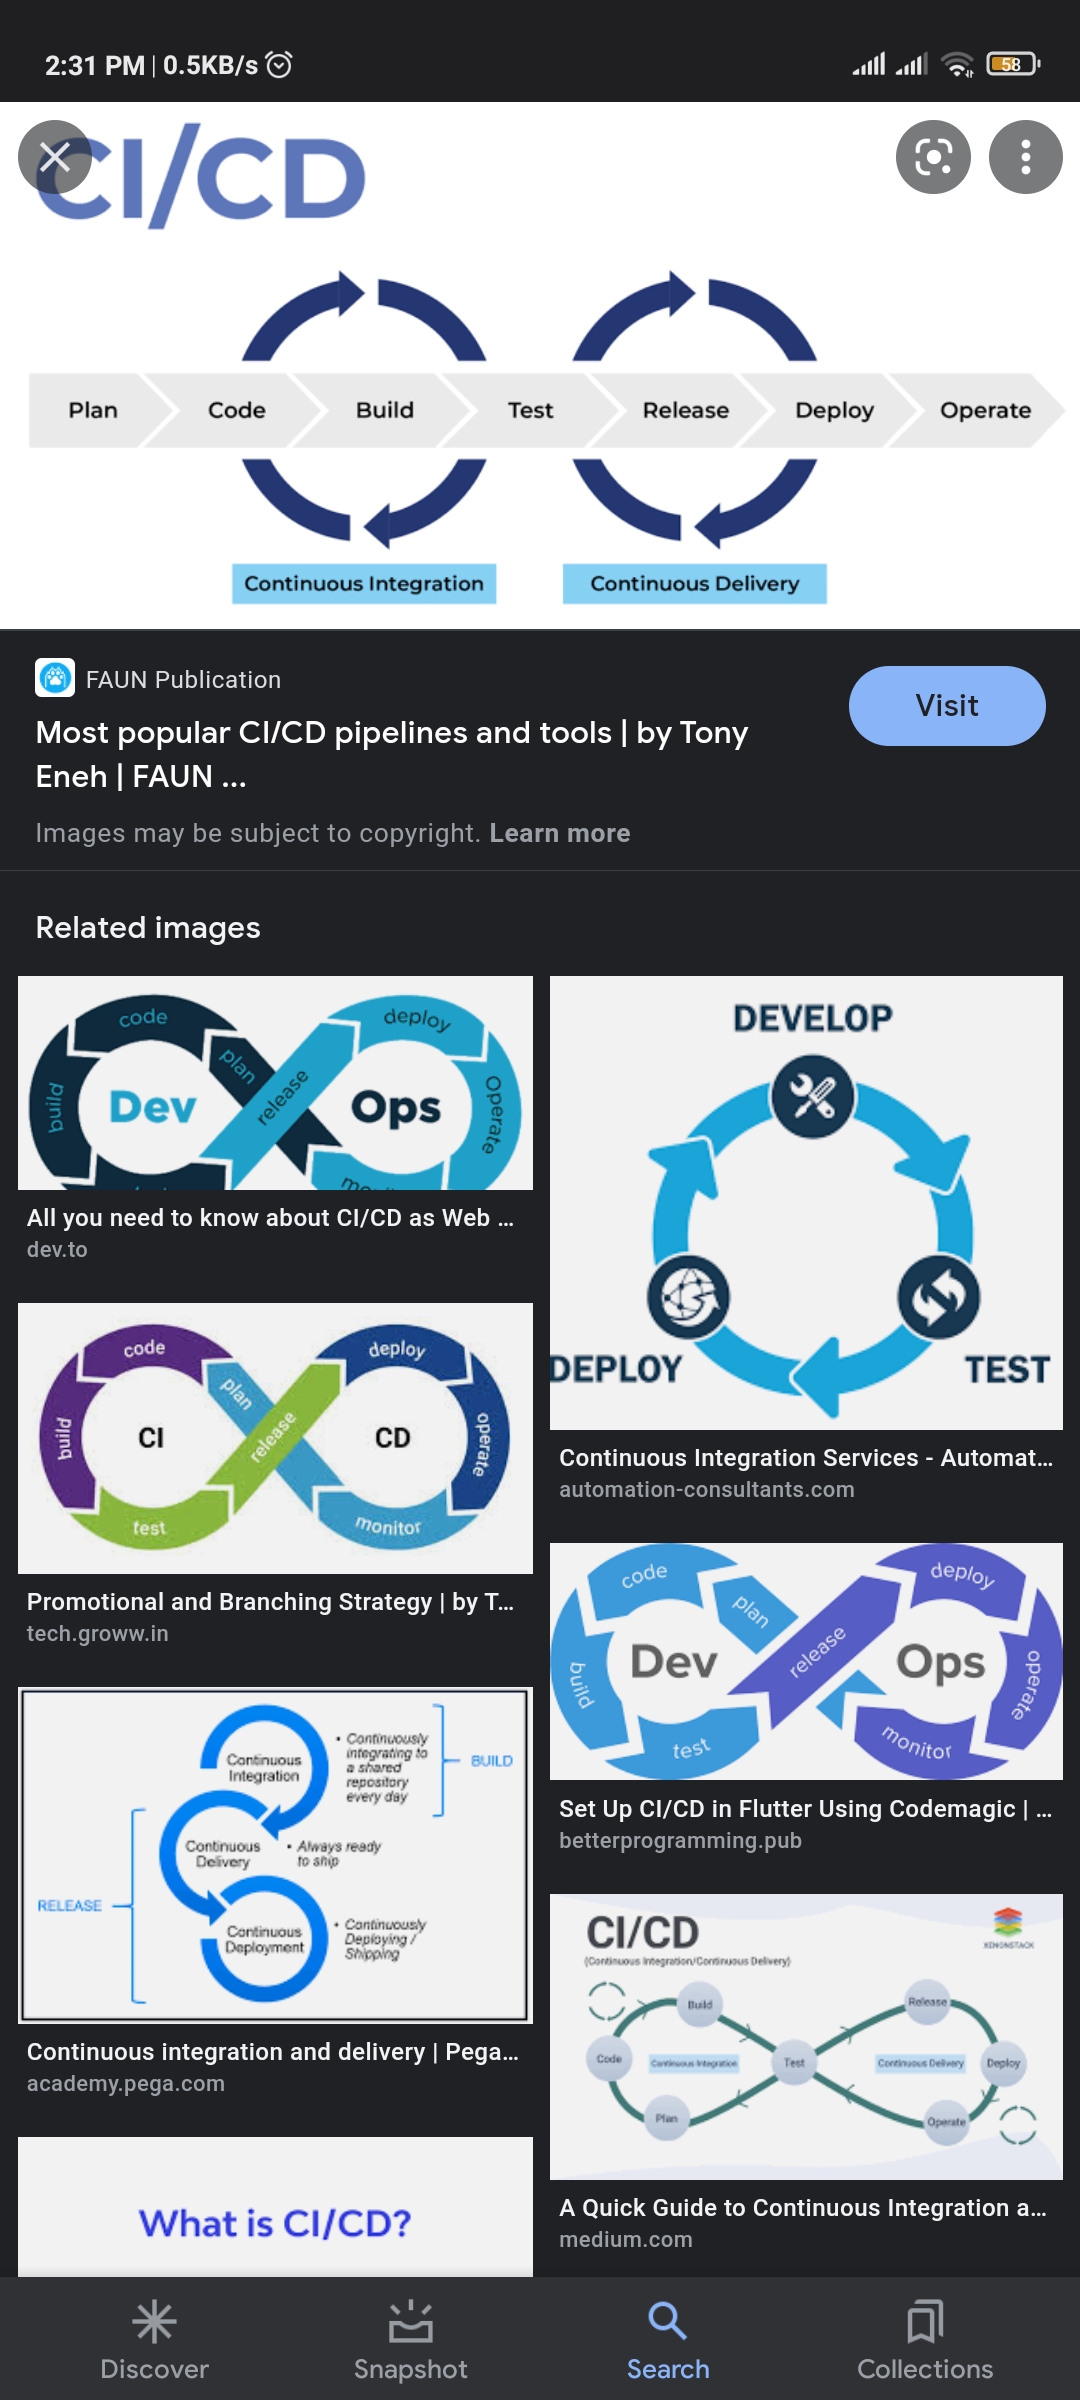 2:31 PM | 0.5KB/s
58
CI/CD
Plan Code Build Test Release Deploy Operate
Continuous Integration Continuous Delivery
FAUN Publication
Visit
Most popular CI/CD pipelines and tools | by Tony
Eneh | FAUN ...
Images may be subject to copyright. Learn more
Related images
code
plan
build
Dev
release
deploy
Ops
Operate
All you need to know about CI/CD as Web ...
dev.to
DEVELOP
DEPLOY
TEST
Continuous Integration Services - Automat...
automation-consultants.com
code
plan
build
CI
test
release
deploy
CD
operate
monitor
Promotional and Branching Strategy | by T...
tech.groww.in
code
plan
build
Dev
test
release
deploy
Ops
operate
monitor
Set Up CI/CD in Flutter Using Codemagic | ...
betterprogramming.pub
Continuous
Integration
• Continuously
integrating to
a shared
repository
every day
BUILD
Continuous
Delivery
• Always ready
to ship
RELEASE
Continuous
Deployment
• Continuously
Deploying /
Shipping
Continuous integration and delivery | Pega...
academy.pega.com
CI/CD
(Continuous Integration/Continuous Delivery)
XENONSTACK
Build
Release
Code
Continuous Integration
Test
Continuous Delivery
Deploy
Plan
Operate
A Quick Guide to Continuous Integration a...
medium.com
What is CI/CD?
Discover Snapshot Search Collections